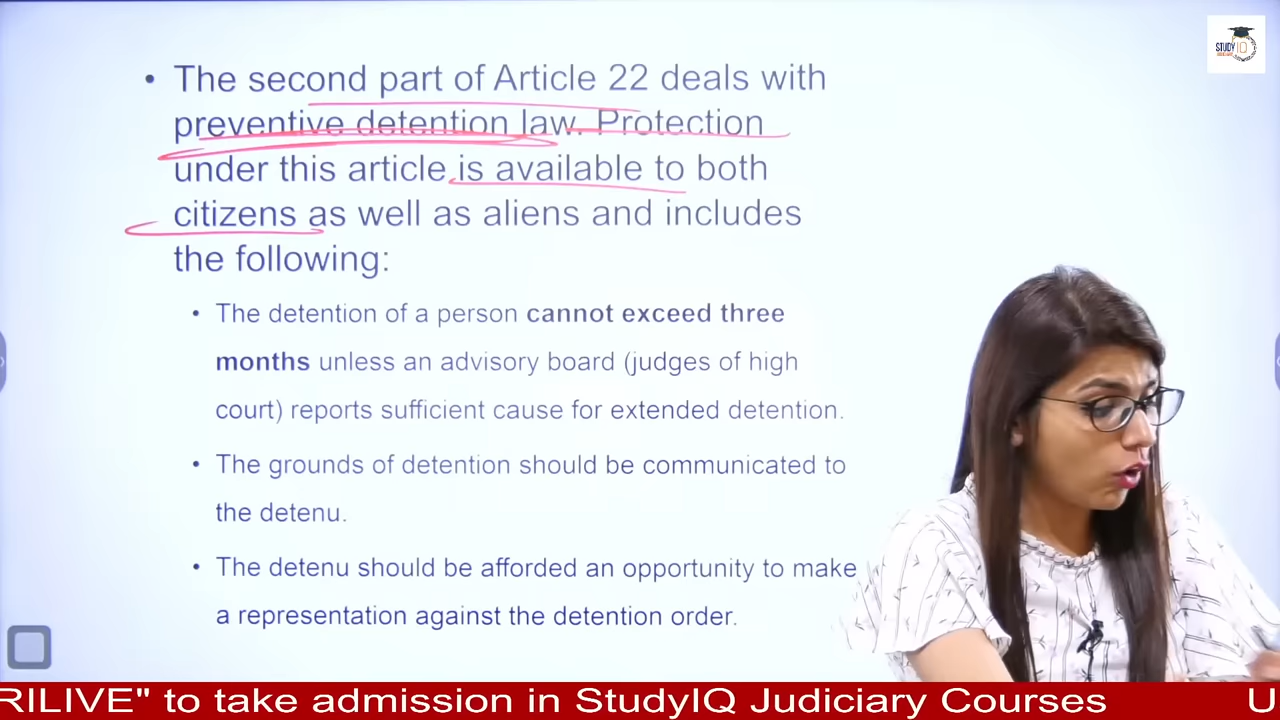 STUDY IQ
• The second part of Article 22 deals with
preventive detention law. Protection
under this article is available to both
citizens as well as aliens and includes
the following:
• The detention of a person cannot exceed three
months unless an advisory board (judges of high
court) reports sufficient cause for extended detention.
• The grounds of detention should be communicated to
the detenu.
• The detenu should be afforded an opportunity to make
a representation against the detention order.
RILIVE" to take admission in StudyIQ Judiciary Courses U